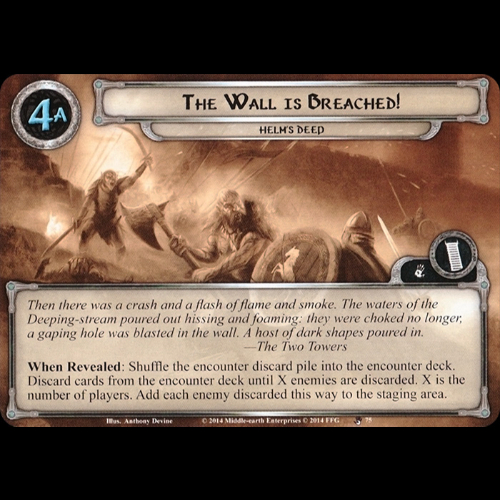 4A
The Wall is Breached!
Helm's Deep
Then there was a crash and a flash of flame and smoke. The waters of
the Deeping-stream poured out hissing and foaming: they were choked no longer,
a gaping hole was blasted in the wall. A host of dark shapes poured in.
—The Two Towers
When Revealed: Shuffle the encounter discard pile into the encounter deck.
Discard cards from the encounter deck until X enemies are discarded. X is the
number of players. Add each enemy discarded this way to the staging area.
Illus. Anthony Devine
© 2014 Middle-earth Enterprises © 2014 FFG
75